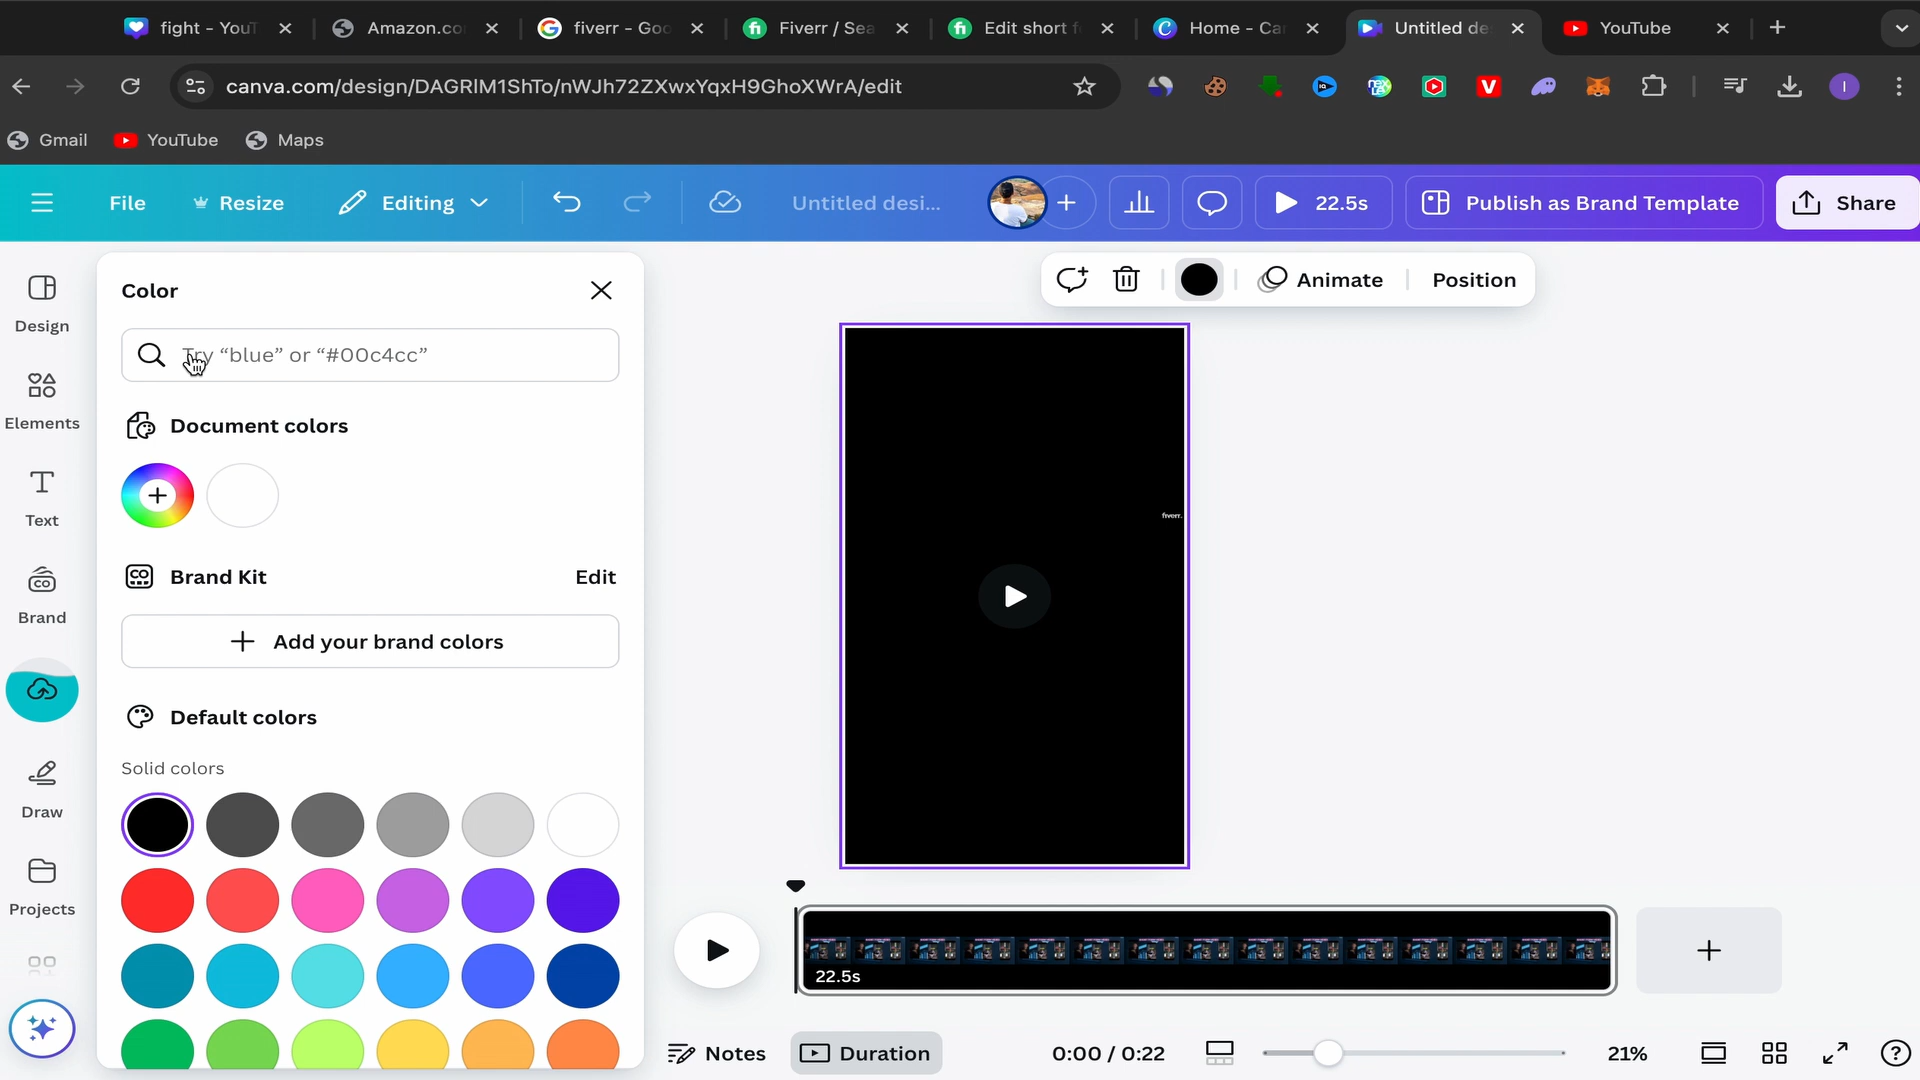 fight - YouT
Amazon.co
fiverr - Goo
Fiverr / Sea
Edit short f
Home - Can
Untitled de
YouTube
canva.com/design/DAGRIM1ShTo/nWJh72ZXwxYqxH9GhoXWrA/edit
Gmail
YouTube
Maps
File
Resize
Editing
Untitled desi...
22.5s
Publish as Brand Template
Share
Design
Elements
Text
Brand
Draw
Projects
Color
Try “blue” or “#00c4cc”
Document colors
Brand Kit
Edit
Add your brand colors
Default colors
Solid colors
Animate
Position
fiverr.
22.5s
Notes
Duration
0:00 / 0:22
21%